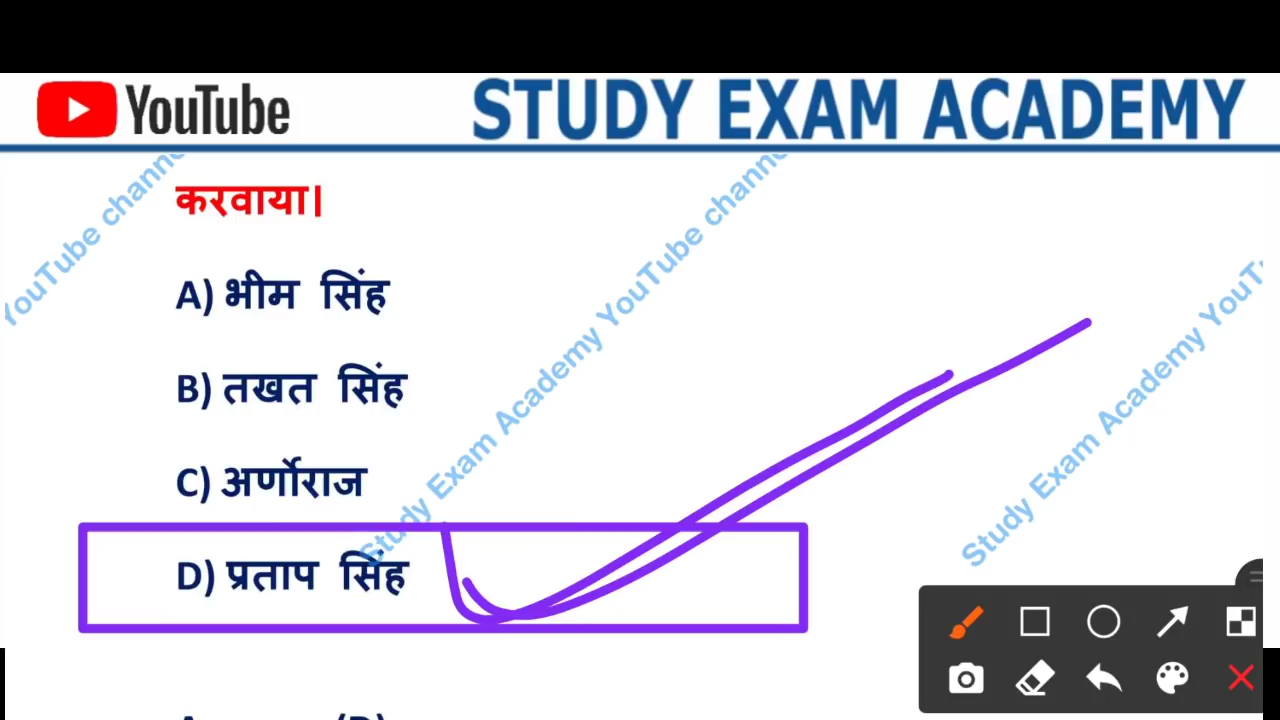 YouTube STUDY EXAM ACADEMY
करवाया।
A) भीम सिंह
B) तखत सिंह
C) अर्णोराज
D) प्रताप सिंह
Study Exam Academy YouTube channel